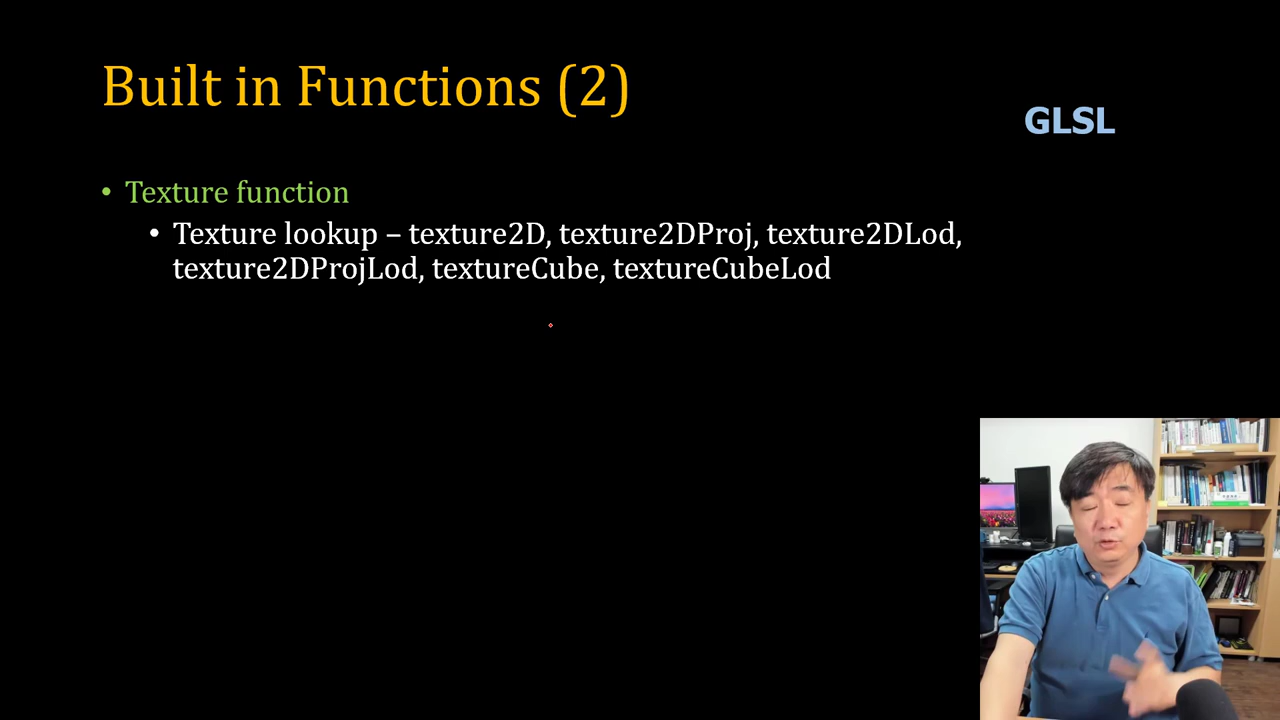 Built in Functions (2)
GLSL
• Texture function
• Texture lookup – texture2D, texture2DProj, texture2DLod,
texture2DProjLod, textureCube, textureCubeLod